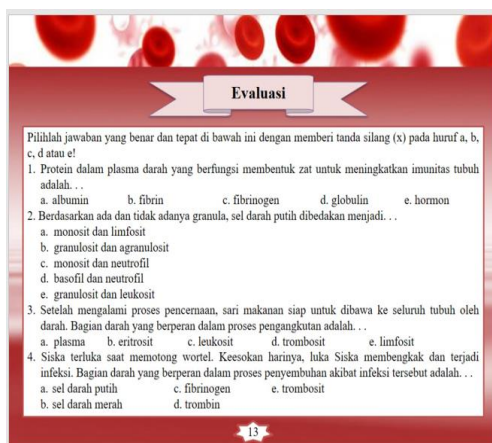 Evaluasi
Pilihlah jawaban yang benar dan tepat di bawah ini dengan memberi tanda silang (x) pada huruf a, b,
c, d atau e!
1. Protein dalam plasma darah yang berfungsi membentuk zat untuk meningkatkan imunitas tubuh
adalah. . .
a. albumin b. fibrin c. fibrinogen d. globulin e. hormon
2. Berdasarkan ada dan tidak adanya granula, sel darah putih dibedakan menjadi. . .
a. monosit dan limfosit
b. granulosit dan agranulosit
c. monosit dan neutrofil
d. basofil dan neutrofil
e. granulosit dan leukosit
3. Setelah mengalami proses pencernaan, sari makanan siap untuk dibawa ke seluruh tubuh oleh
darah. Bagian darah yang berperan dalam proses pengangkutan adalah. . .
a. plasma b. eritrosit c. leukosit d. trombosit e. limfosit
4. Siska terluka saat memotong wortel. Keesokan harinya, luka Siska membengkak dan terjadi
infeksi. Bagian darah yang berperan dalam proses penyembuhan akibat infeksi tersebut adalah. . .
a. sel darah putih c. fibrinogen e. trombosit
b. sel darah merah d. trombin
13